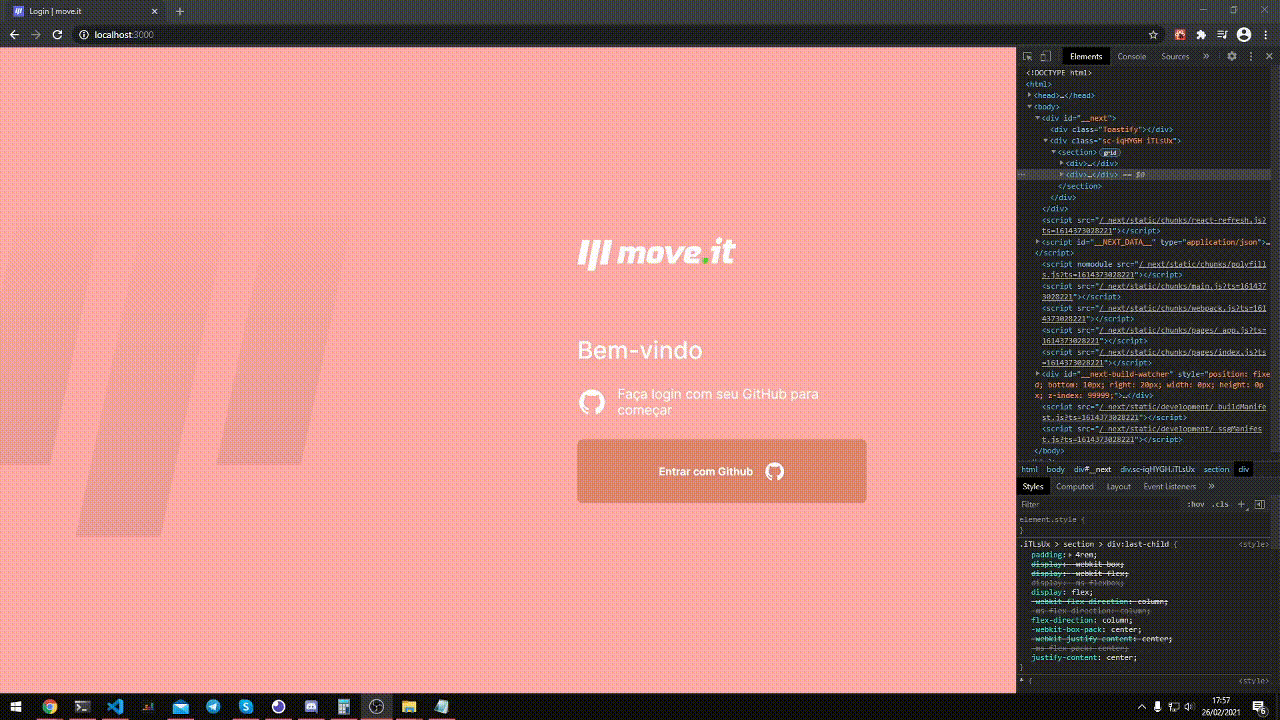 Login | move.it
localhost:3000
move.it
Bem-vindo
Faça login com seu GitHub para
começar
Entrar com Github
Elements Console Sources »
<!DOCTYPE html>
<html>
<head>…</head>
<body>
<div id="__next">
<div class="Toastify"></div>
<div class="sc-iqHYGH iTLsUx">
<section> grid
<div>…</div>
<div>…</div> == $0
</section>
</div>
</div>
<script src="/_next/static/chunks/react-refresh.js?
ts=1614373028221"></script>
<script id="__NEXT_DATA__" type="application/json">…
</script>
<script nomodule src="/_next/static/chunks/polyfill
s.js?ts=1614373028221"></script>
<script src="/_next/static/chunks/main.js?ts=161437
3028221"></script>
<script src="/_next/static/chunks/webpack.js?ts=161
4373028221"></script>
<script src="/_next/static/chunks/pages/_app.js?ts=
1614373028221"></script>
<script src="/_next/static/chunks/pages/index.js?ts
=1614373028221"></script>
<div id="__next-build-watcher" style="position: fixe
d; bottom: 10px; right: 20px; width: 0px; height: 0p
x; z-index: 99999;">…</div>
<script src="/_next/static/development/_buildManife
st.js?ts=1614373028221"></script>
<script src="/_next/static/development/_ssgManifes
t.js?ts=1614373028221"></script>
</body>
html body div#__next div.sc-iqHYGH.iTLsUx section div
Styles Computed Layout Event Listeners »
Filter :hov .cls +
element.style {
}
.iTLsUx > section > div:last-child { <style>
padding: 4rem;
display: -webkit-box;
display: -webkit-flex;
display: -ms-flexbox;
display: flex;
-webkit-flex-direction: column;
-ms-flex-direction: column;
flex-direction: column;
-webkit-box-pack: center;
-webkit-justify-content: center;
-ms-flex-pack: center;
justify-content: center;
}
* { <style>
17:57
26/02/2021
6